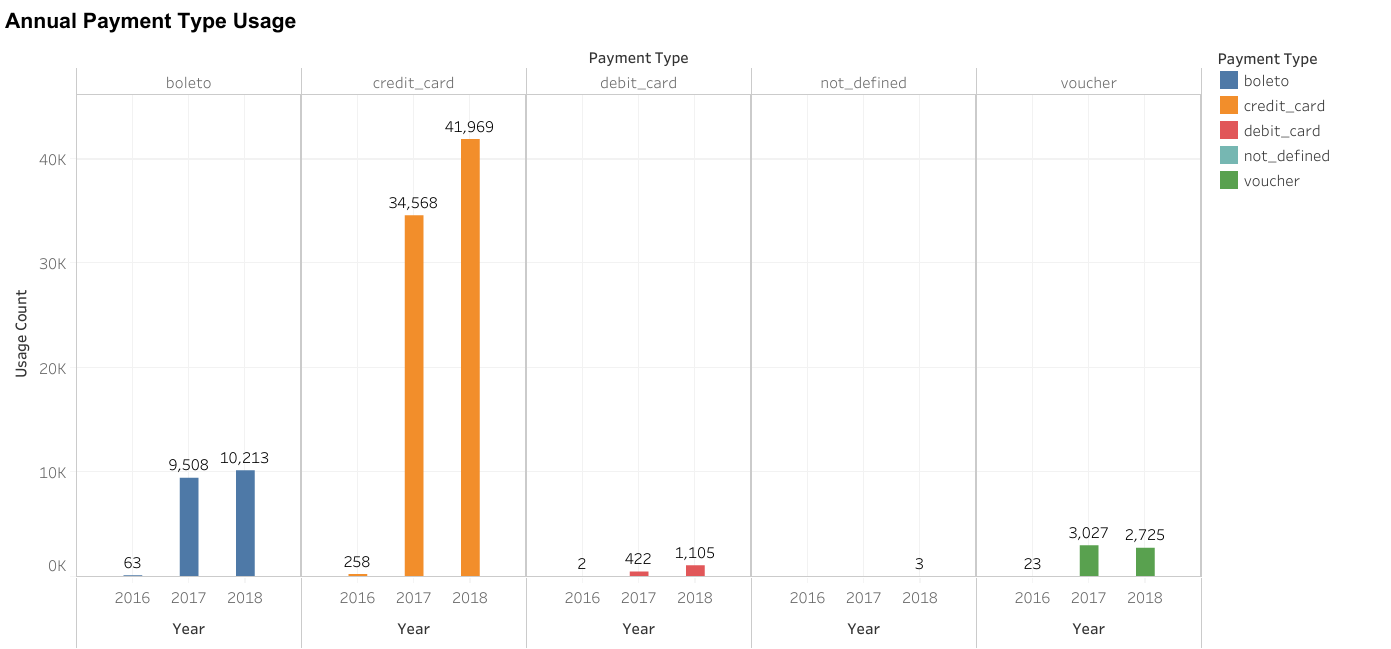 Annual Payment Type Usage
Payment Type
boleto credit_card debit_card not_defined voucher
Usage Count
40K
30K
20K
10K
0K
63 9,508 10,213
258 34,568 41,969
2 422 1,105
3
23 3,027 2,725
2016 2017 2018 2016 2017 2018 2016 2017 2018 2016 2017 2018 2016 2017 2018
Year Year Year Year Year
Payment Type
boleto
credit_card
debit_card
not_defined
voucher